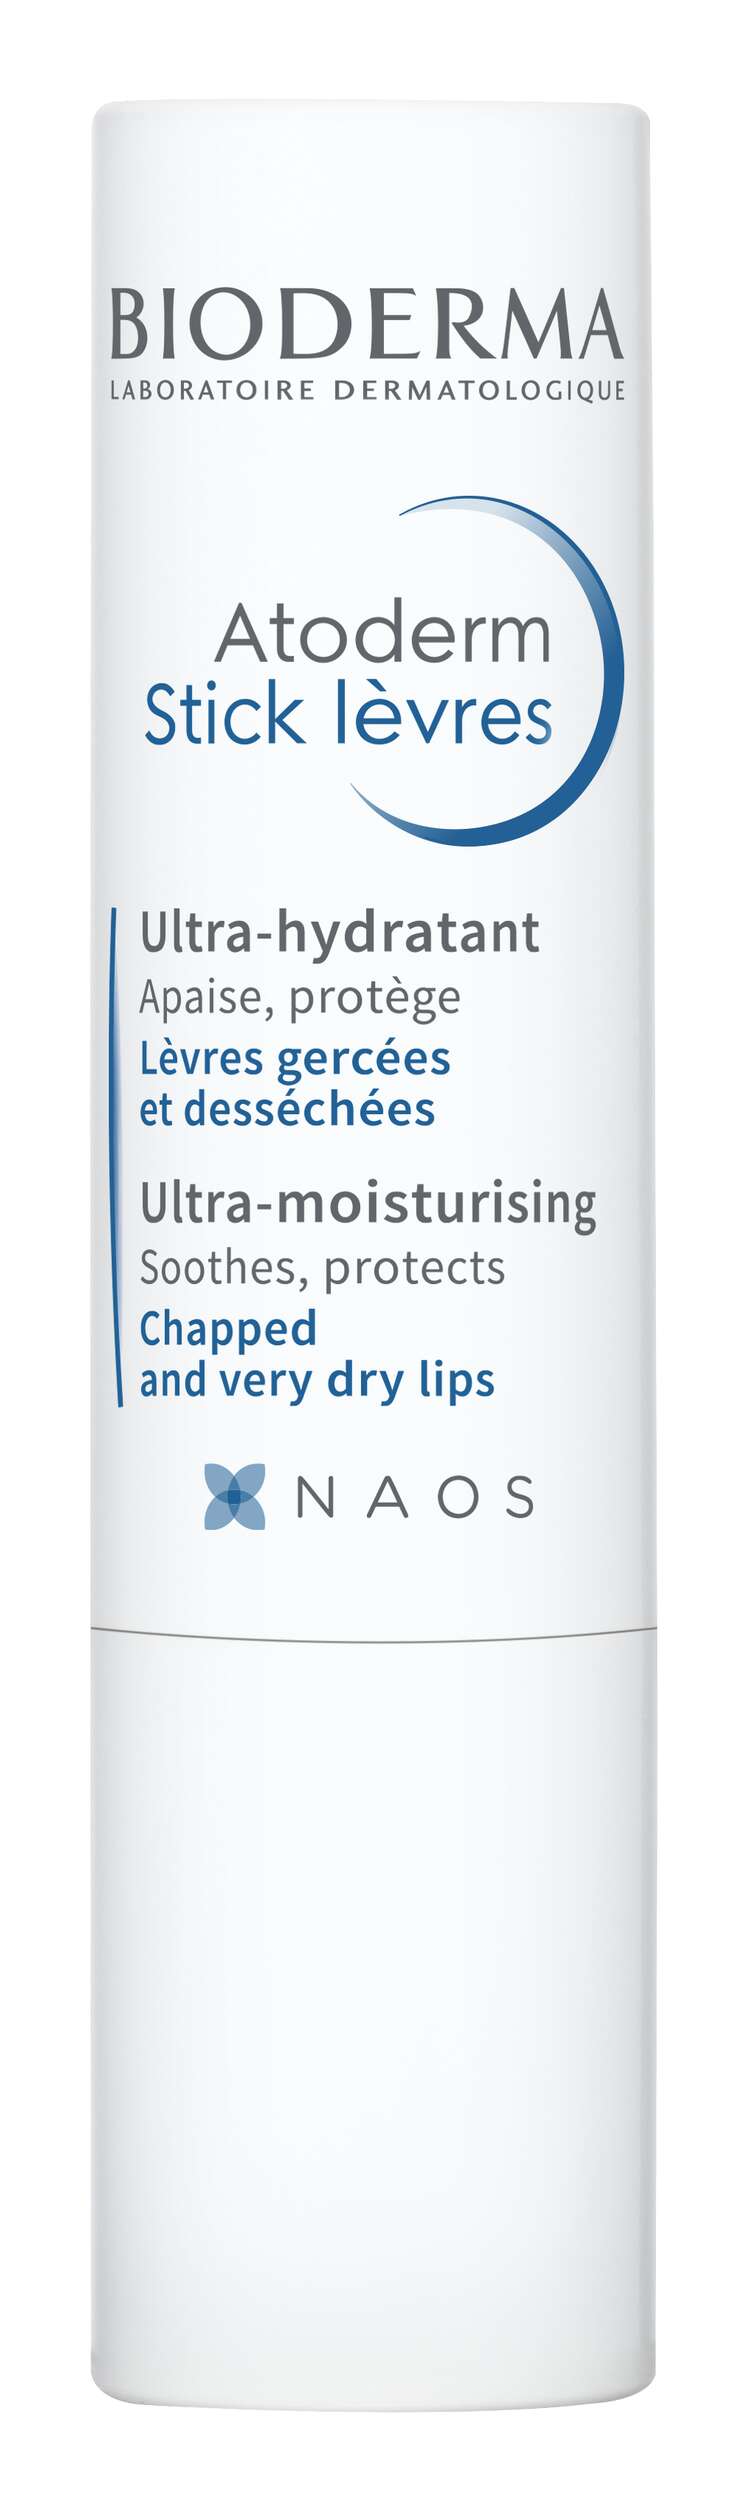 BIODERMA
LABORATOIRE DERMATOLOGIQUE
Atoderm
Stick lèvres
Ultra-hydratant
Apaise, protège
Lèvres gercées
et desséchées
Ultra-moisturising
Soothes, protects
Chapped
and very dry lips
NAOS